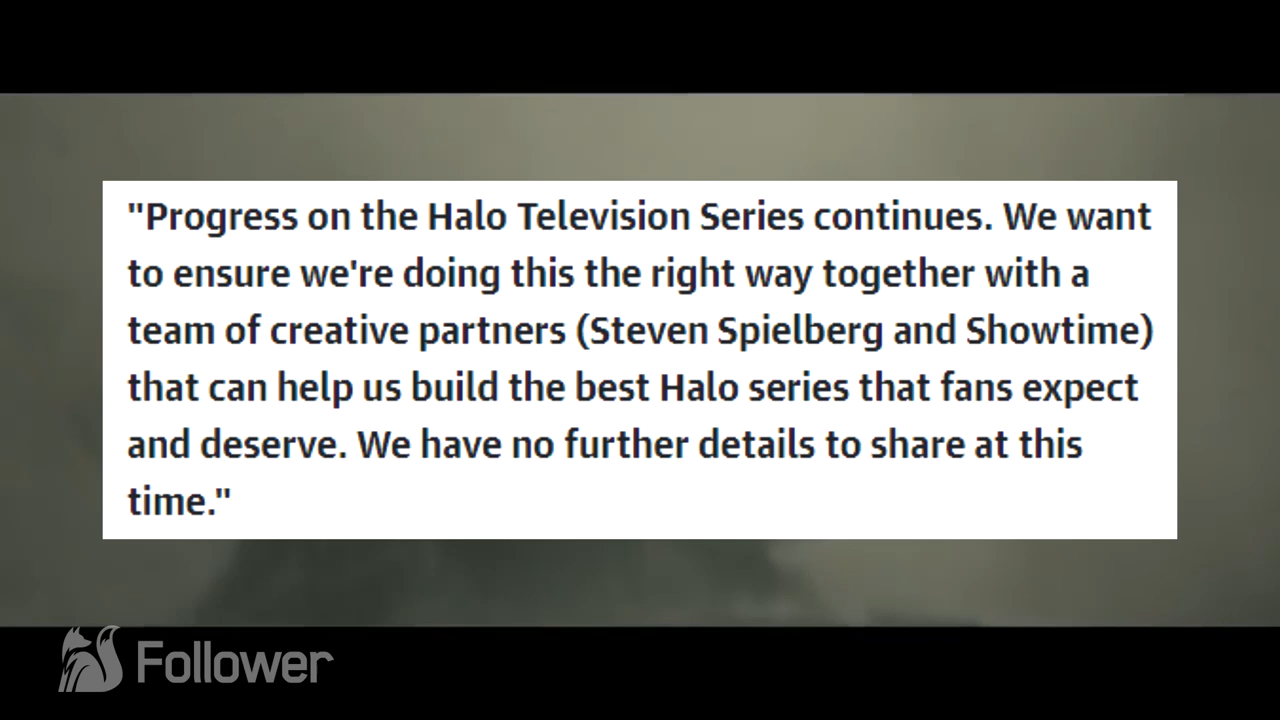 "Progress on the Halo Television Series continues. We want
to ensure we're doing this the right way together with a
team of creative partners (Steven Spielberg and Showtime)
that can help us build the best Halo series that fans expect
and deserve. We have no further details to share at this
time."
Follower